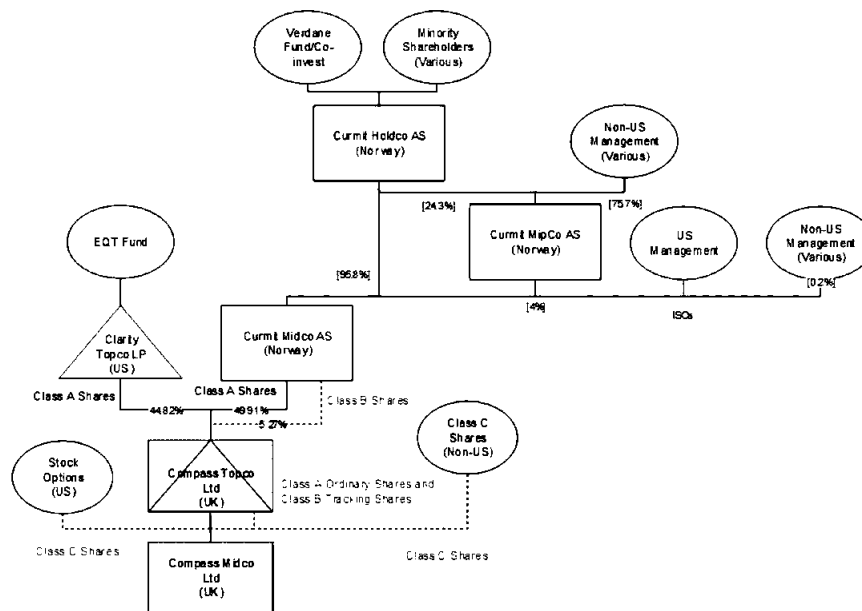 Verdane
Fund/Co-
invest
Minority
Shareholders
(Various)
Curmit Holdco AS
(Norway)
Non-US
Management
(Various)
[24.3%]
[75.7%]
EQT Fund
Curmit MipCo AS
(Norway)
US
Management
Non-US
Management
(Various)
[95.8%]
[4%]
[0.2%]
ISOs
Clarity
Topco LP
(US)
Curmit Midco AS
(Norway)
Class A Shares
Class A Shares
Class B Shares
44.82%
49.91%
5.27%
Class C
Shares
(Non-US)
Stock
Options
(US)
Compass Topco
Ltd
(UK)
Class A Ordinary Shares and
Class B Tracking Shares
Class Shares
Class C Shares
Compass Midco
Ltd
(UK)